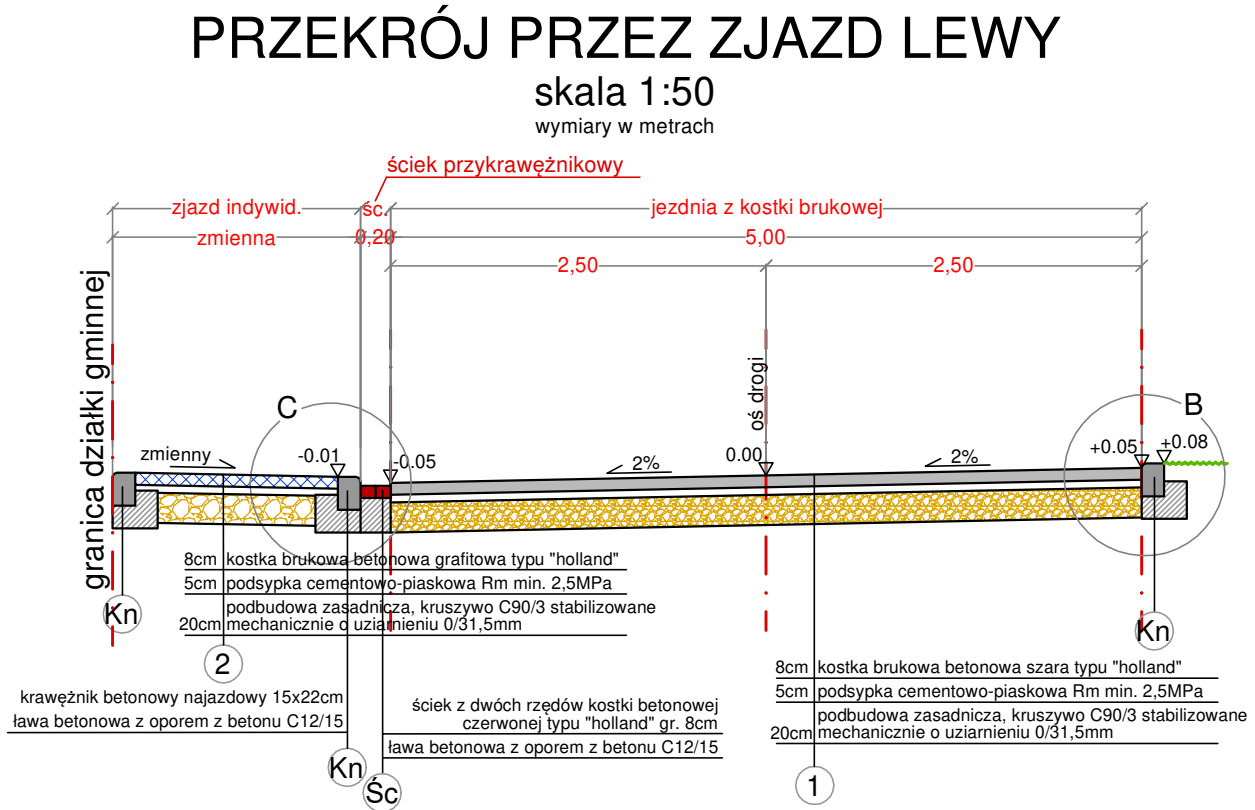 PRZEKRÓJ PRZEZ ZJAZD LEWY
skala 1:50
wymiary w metrach
ściek przykrawężnikowy
zjazd indywid.
śc.
jezdnia z kostki brukowej
zmienna
0,20
5,00
2,50
2,50
granica działki gminnej
oś drogi
C
B
zmienny
-0.01
-0.05
2%
0.00
2%
+0.05
+0.08
8cm kostka brukowa betonowa grafitowa typu "holland"
5cm podsypka cementowo-piaskowa Rm min. 2,5MPa
podbudowa zasadnicza, kruszywo C90/3 stabilizowane
20cm mechanicznie o uziarnieniu 0/31,5mm
Kn
Kn
2
8cm kostka brukowa betonowa szara typu "holland"
5cm podsypka cementowo-piaskowa Rm min. 2,5MPa
podbudowa zasadnicza, kruszywo C90/3 stabilizowane
20cm mechanicznie o uziarnieniu 0/31,5mm
krawężnik betonowy najazdowy 15x22cm
ława betonowa z oporem z betonu C12/15
ściek z dwóch rzędów kostki betonowej
czerwonej typu "holland" gr. 8cm
ława betonowa z oporem z betonu C12/15
Kn
Śc
1